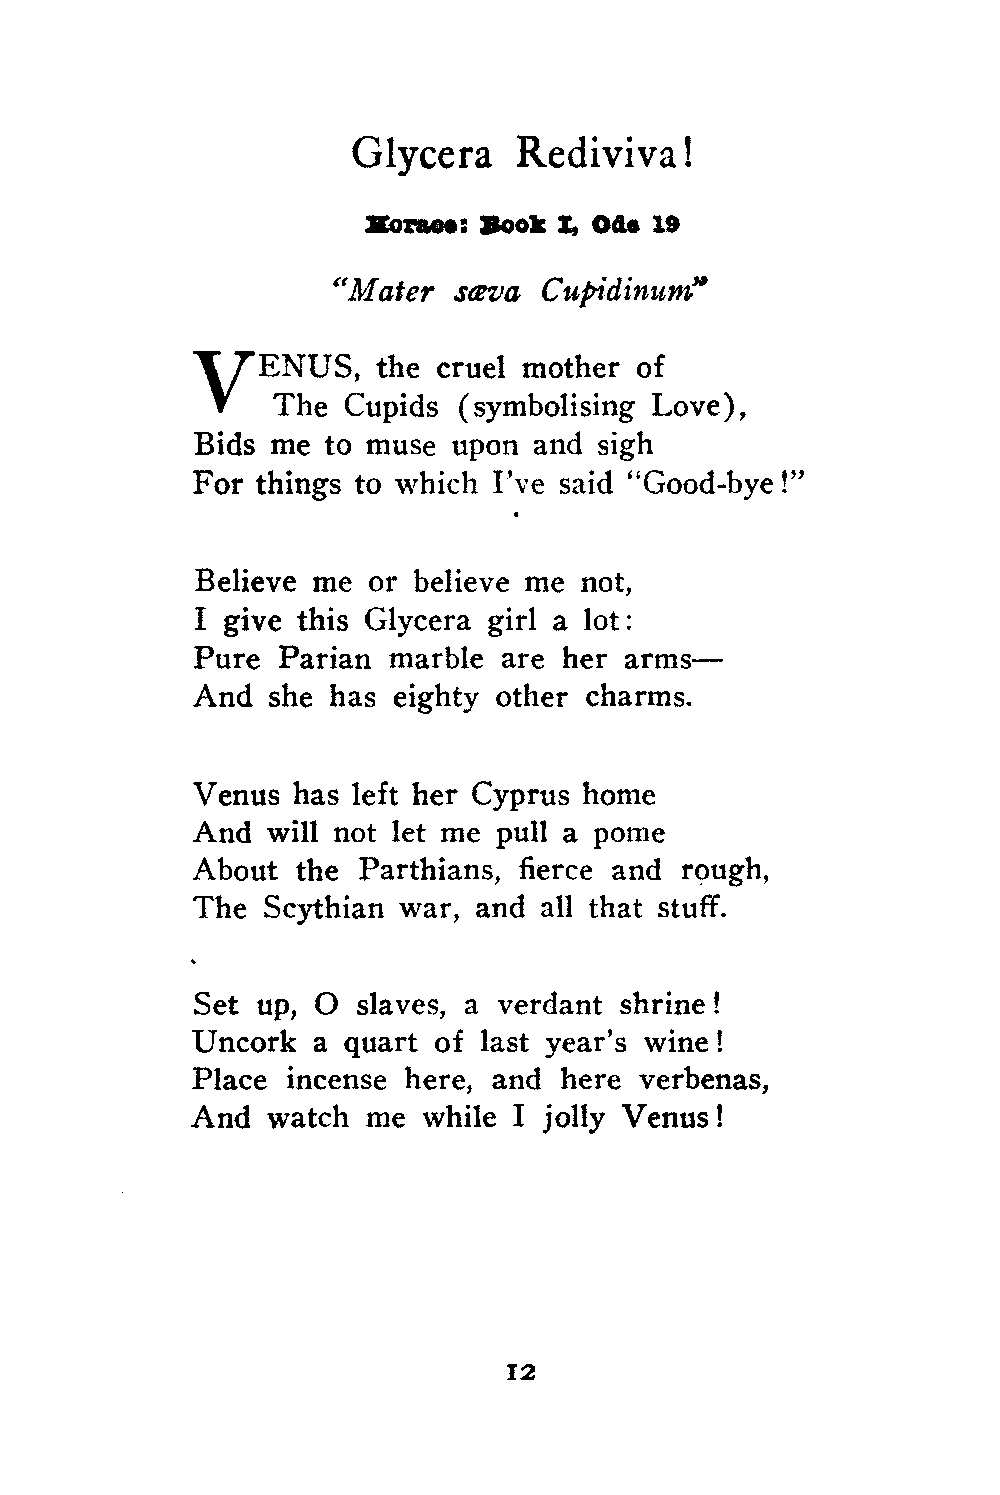 Glycera Rediviva!
Horace: Book I, Ode 19
"Mater sæva Cupidinum"
VENUS, the cruel mother of
The Cupids (symbolising Love),
Bids me to muse upon and sigh
For things to which I've said "Good-bye!"
Believe me or believe me not,
I give this Glycera girl a lot:
Pure Parian marble are her arms—
And she has eighty other charms.
Venus has left her Cyprus home
And will not let me pull a pome
About the Parthians, fierce and rough,
The Scythian war, and all that stuff.
Set up, O slaves, a verdant shrine!
Uncork a quart of last year's wine!
Place incense here, and here verbenas,
And watch me while I jolly Venus!
12